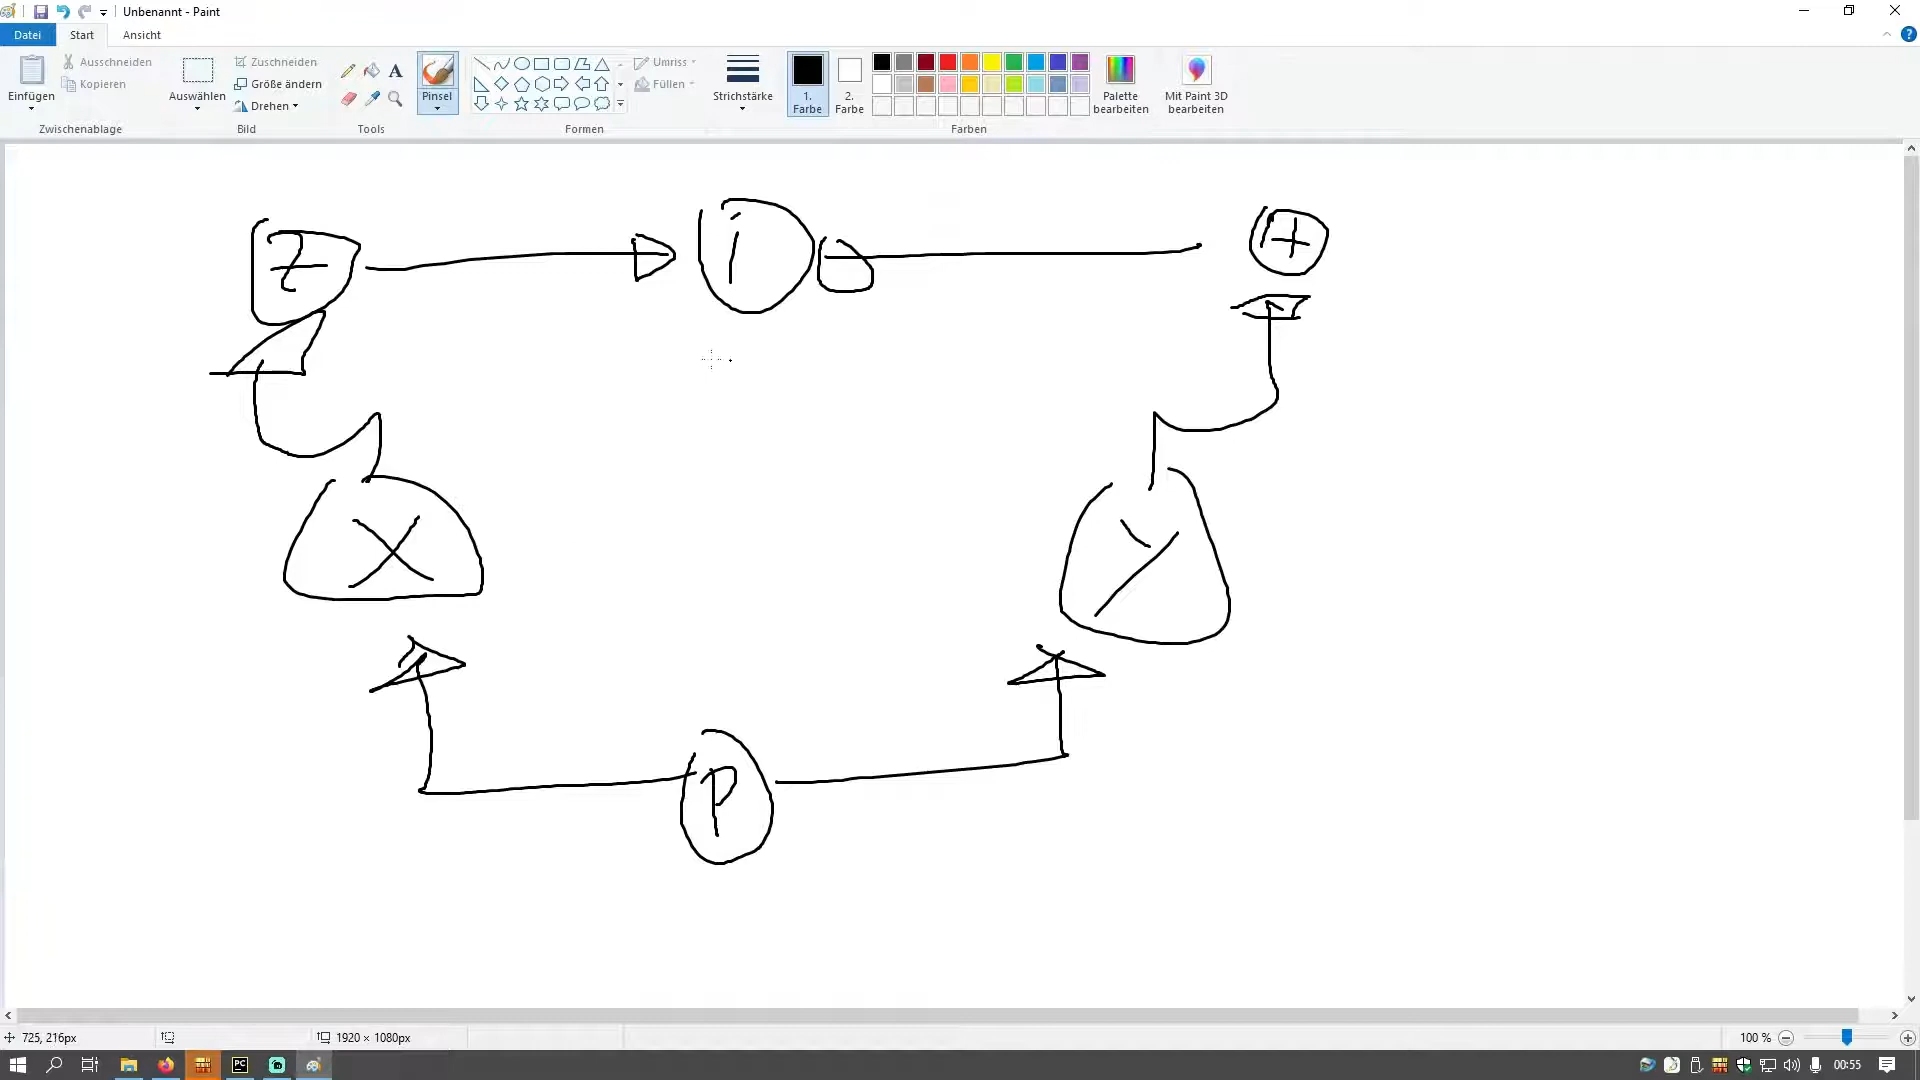 Unbenannt - Paint
Datei Start Ansicht
Einfügen
Ausschneiden
Kopieren
Zwischenablage
Auswählen
Zuschneiden
Größe ändern
Drehen
Bild
A
Tools
Pinsel
Umriss
Füllen
Formen
Strichstärke
1.
Farbe
2.
Farbe
Palette
bearbeiten
Mit Paint 3D
bearbeiten
Farben
Z i +
X Y
P
725, 216px 1920 × 1080px 100 %
PC 00:55